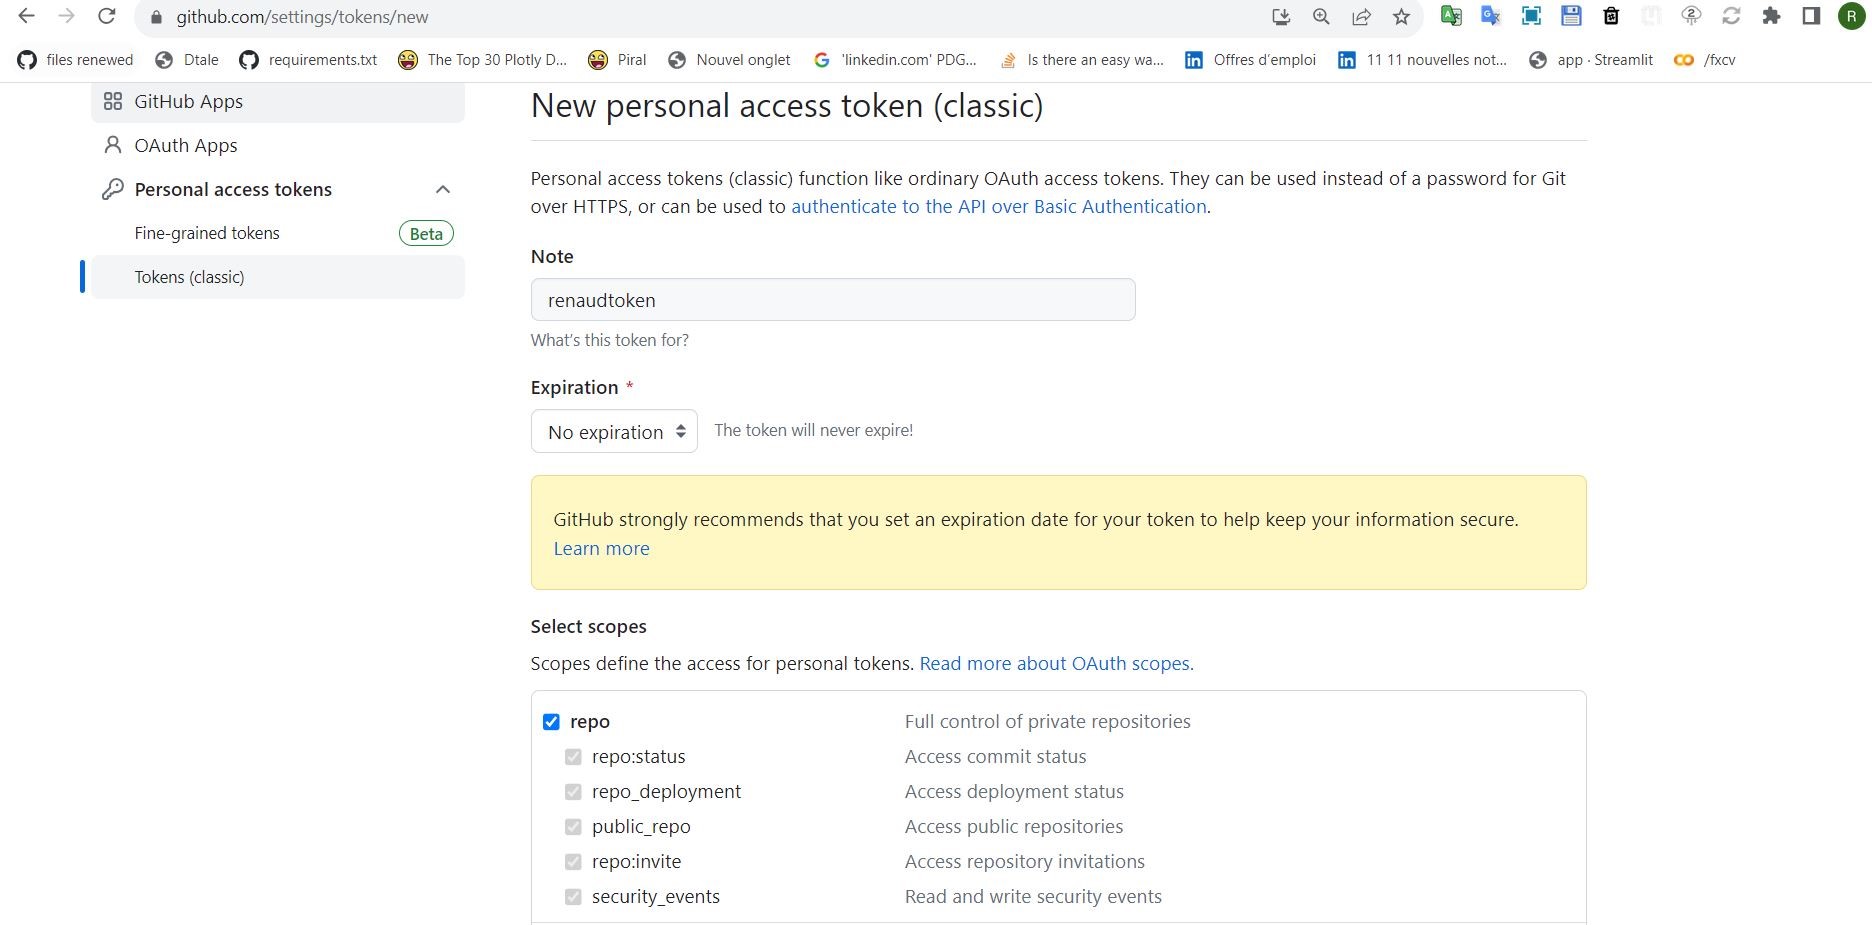 github.com/settings/tokens/new
R
files renewed
Dtale
requirements.txt
The Top 30 Plotly D...
Piral
Nouvel onglet
'linkedin.com' PDG...
Is there an easy wa...
Offres d'emploi
11 11 nouvelles not...
app · Streamlit
/fxcv
GitHub Apps
OAuth Apps
Personal access tokens
Fine-grained tokens
Beta
Tokens (classic)
New personal access token (classic)
Personal access tokens (classic) function like ordinary OAuth access tokens. They can be used instead of a password for Git
over HTTPS, or can be used to authenticate to the API over Basic Authentication.
Note
renaudtoken
What's this token for?
Expiration *
No expiration
The token will never expire!
GitHub strongly recommends that you set an expiration date for your token to help keep your information secure.
Learn more
Select scopes
Scopes define the access for personal tokens. Read more about OAuth scopes.
repo Full control of private repositories
repo:status Access commit status
repo_deployment Access deployment status
public_repo Access public repositories
repo:invite Access repository invitations
security_events Read and write security events